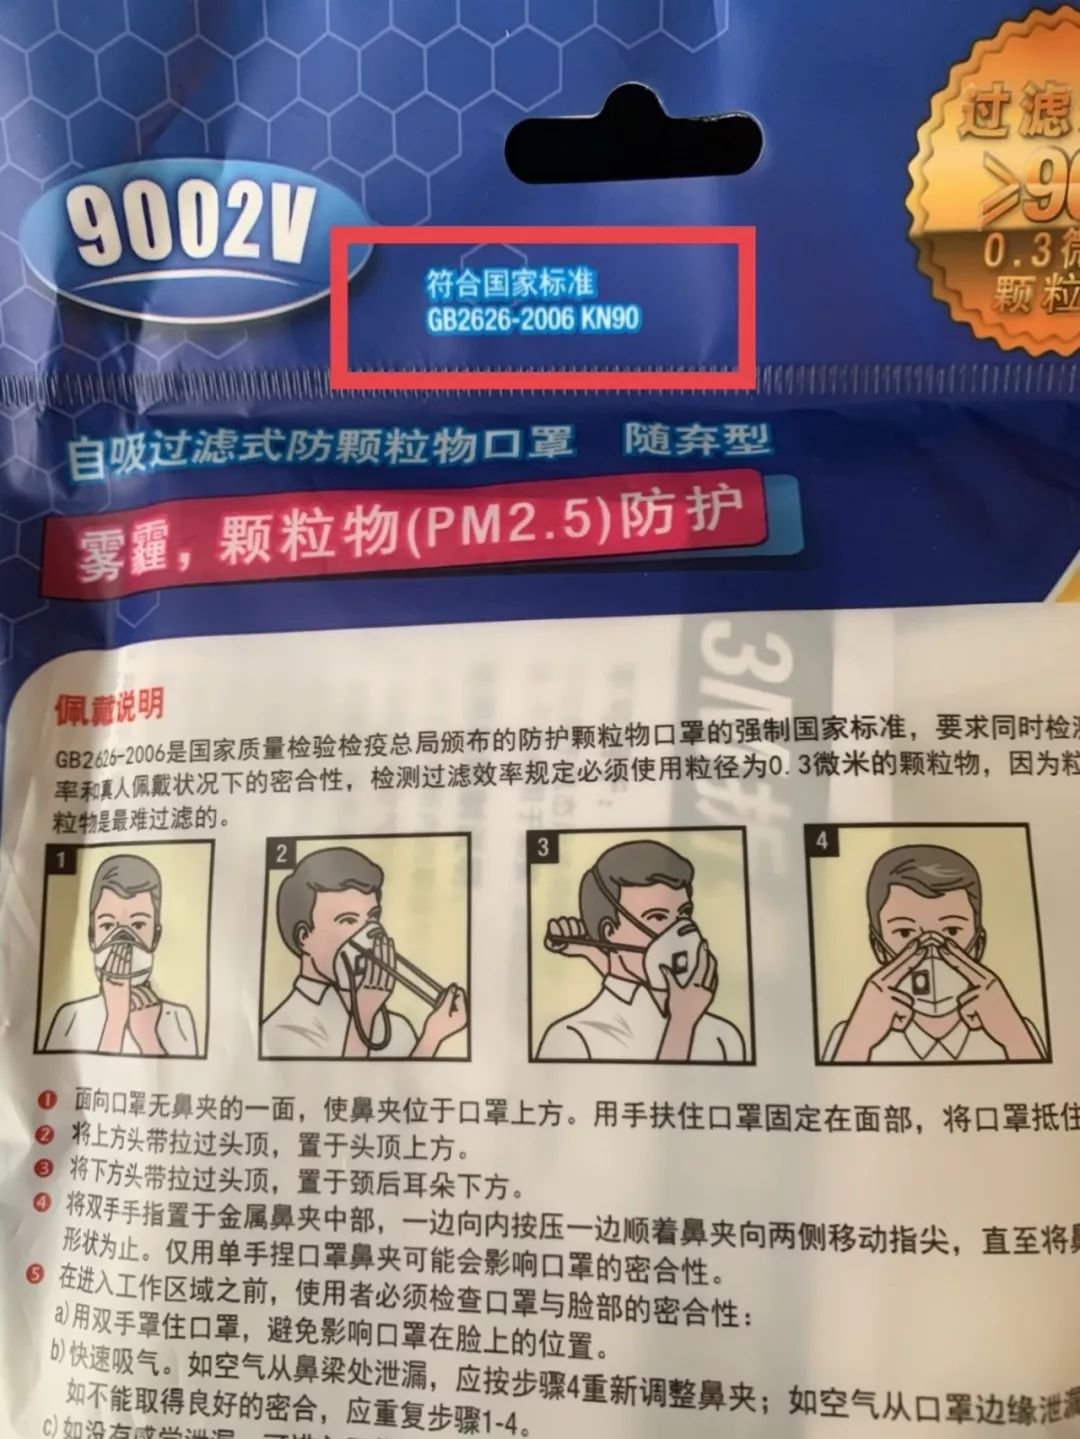 过滤
≥90
0.3微
颗粒
9002V
符合国家标准
GB2626-2006 KN90
自吸过滤式防颗粒物口罩 随弃型
雾霾，颗粒物(PM2.5)防护
佩戴说明
GB2626-2006是国家质量检验检疫总局颁布的防护颗粒物口罩的强制国家标准，要求同时检测
率和真人佩戴状况下的密合性，检测过滤效率规定必须使用粒径为0.3微米的颗粒物，因为粒
粒物是最难过滤的。
1
2
3
4
1 面向口罩无鼻夹的一面，使鼻夹位于口罩上方。用手扶住口罩固定在面部，将口罩抵住
2 将上方头带拉过头顶，置于头顶上方。
3 将下方头带拉过头顶，置于颈后耳朵下方。
4 将双手手指置于金属鼻夹中部，一边向内按压一边顺着鼻夹向两侧移动指尖，直至将鼻
形状为止。仅用单手捏口罩鼻夹可能会影响口罩的密合性。
5 在进入工作区域之前，使用者必须检查口罩与脸部的密合性：
a)用双手罩住口罩，避免影响口罩在脸上的位置。
b)快速吸气。如空气从鼻梁处泄漏，应按步骤4重新调整鼻夹；如空气从口罩边缘泄漏
如不能取得良好的密合，应重复步骤1-4。
c)如没有感觉泄漏